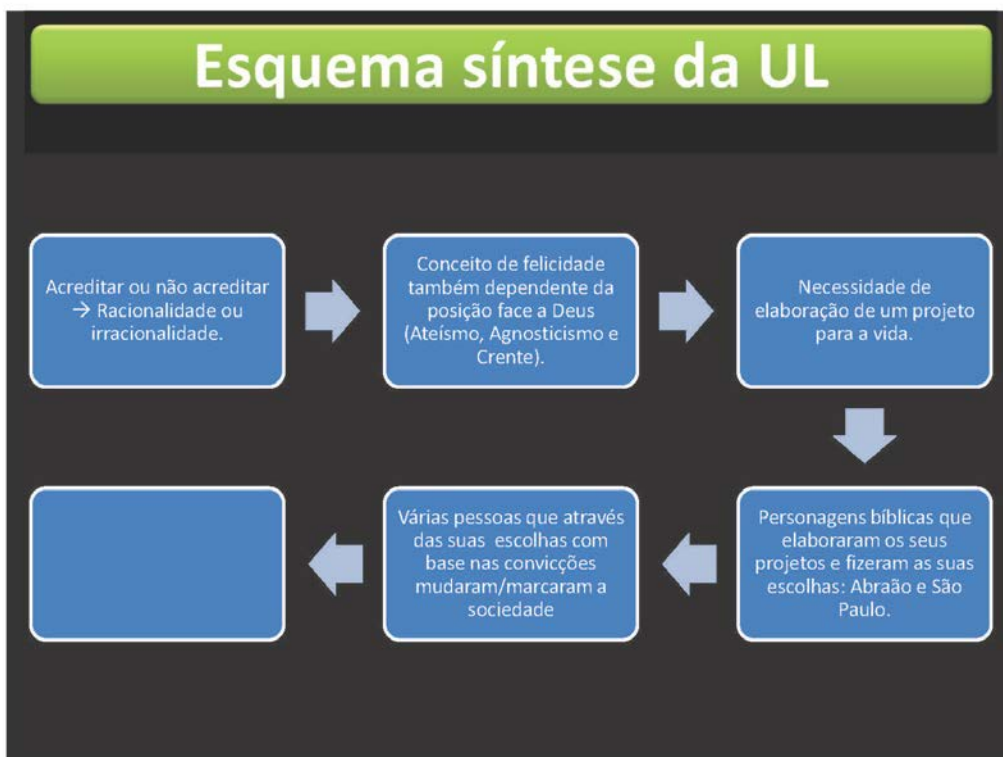 Esquema síntese da UL
Acreditar ou não acreditar
→ Racionalidade ou
irracionalidade.
Conceito de felicidade
também dependente da
posição face a Deus
(Ateísmo, Agnosticismo e
Crente).
Necessidade de
elaboração de um projeto
para a vida.
Personagens bíblicas que
elaboraram os seus
projetos e fizeram as suas
escolhas: Abraão e São
Paulo.
Várias pessoas que através
das suas escolhas com
base nas convicções
mudaram/marcaram a
sociedade